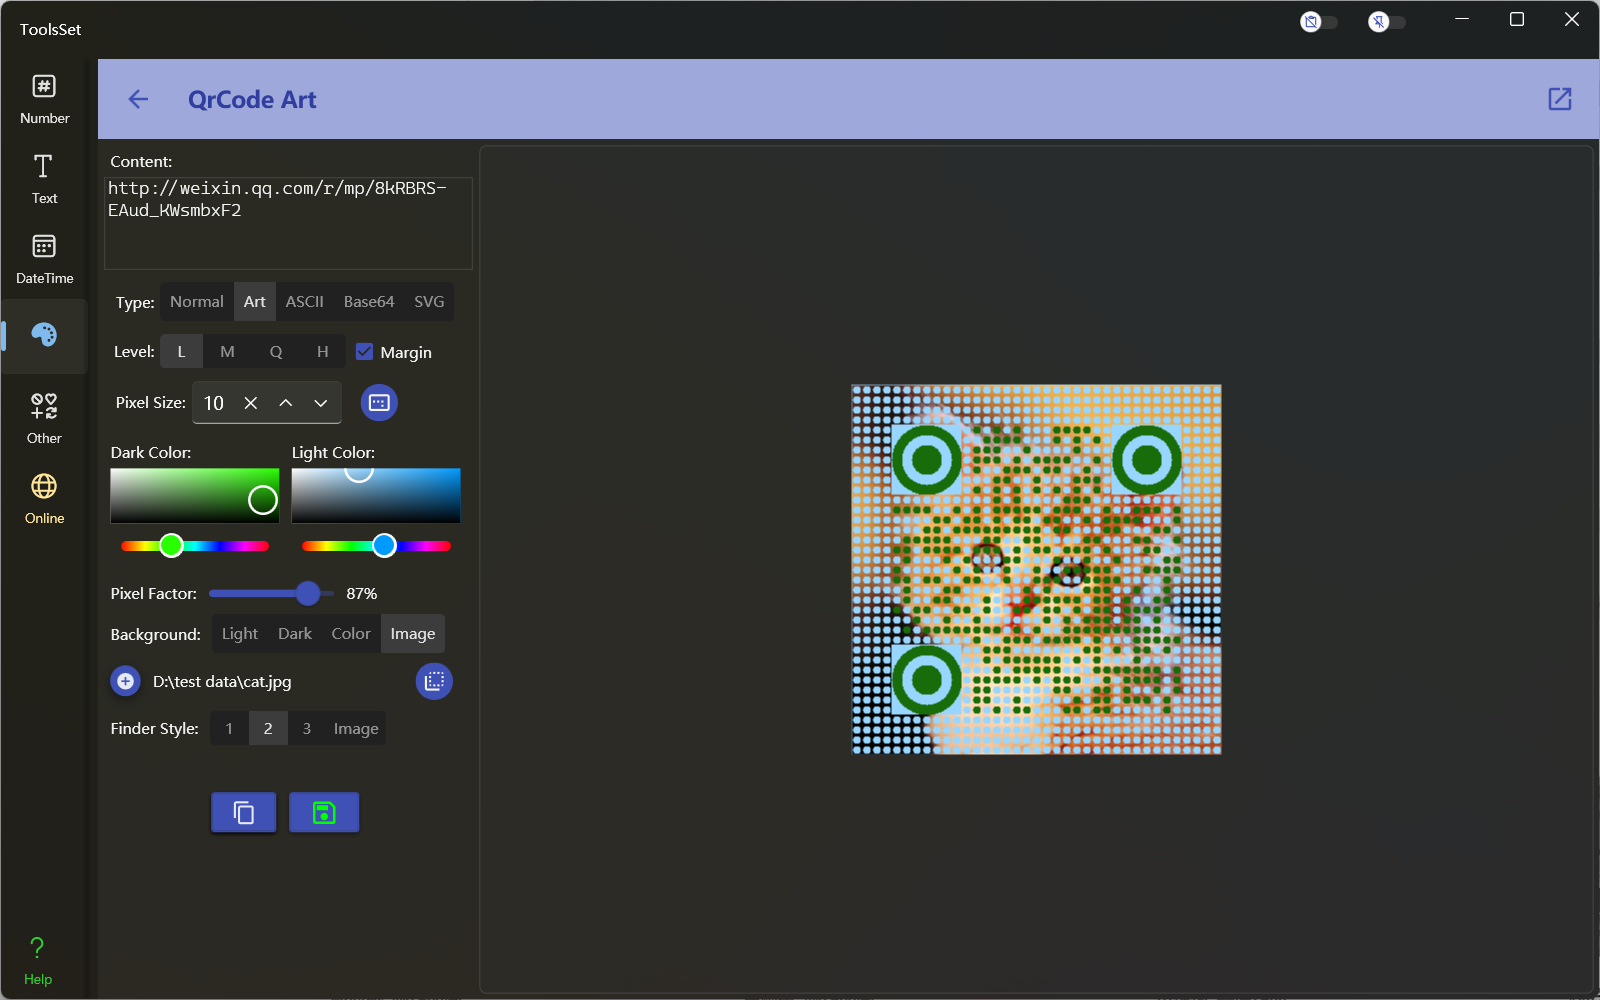 ToolsSet
QrCode Art
Number
Text
DateTime
Other
Online
Help
Content:
http://weixin.qq.com/r/mp/8kRBRS-
EAud_KWsmbxF2
Type: Normal Art ASCII Base64 SVG
Level: L M Q H Margin
Pixel Size: 10
Dark Color: Light Color:
Pixel Factor: 87%
Background: Light Dark Color Image
D:\test data\cat.jpg
Finder Style: 1 2 3 Image